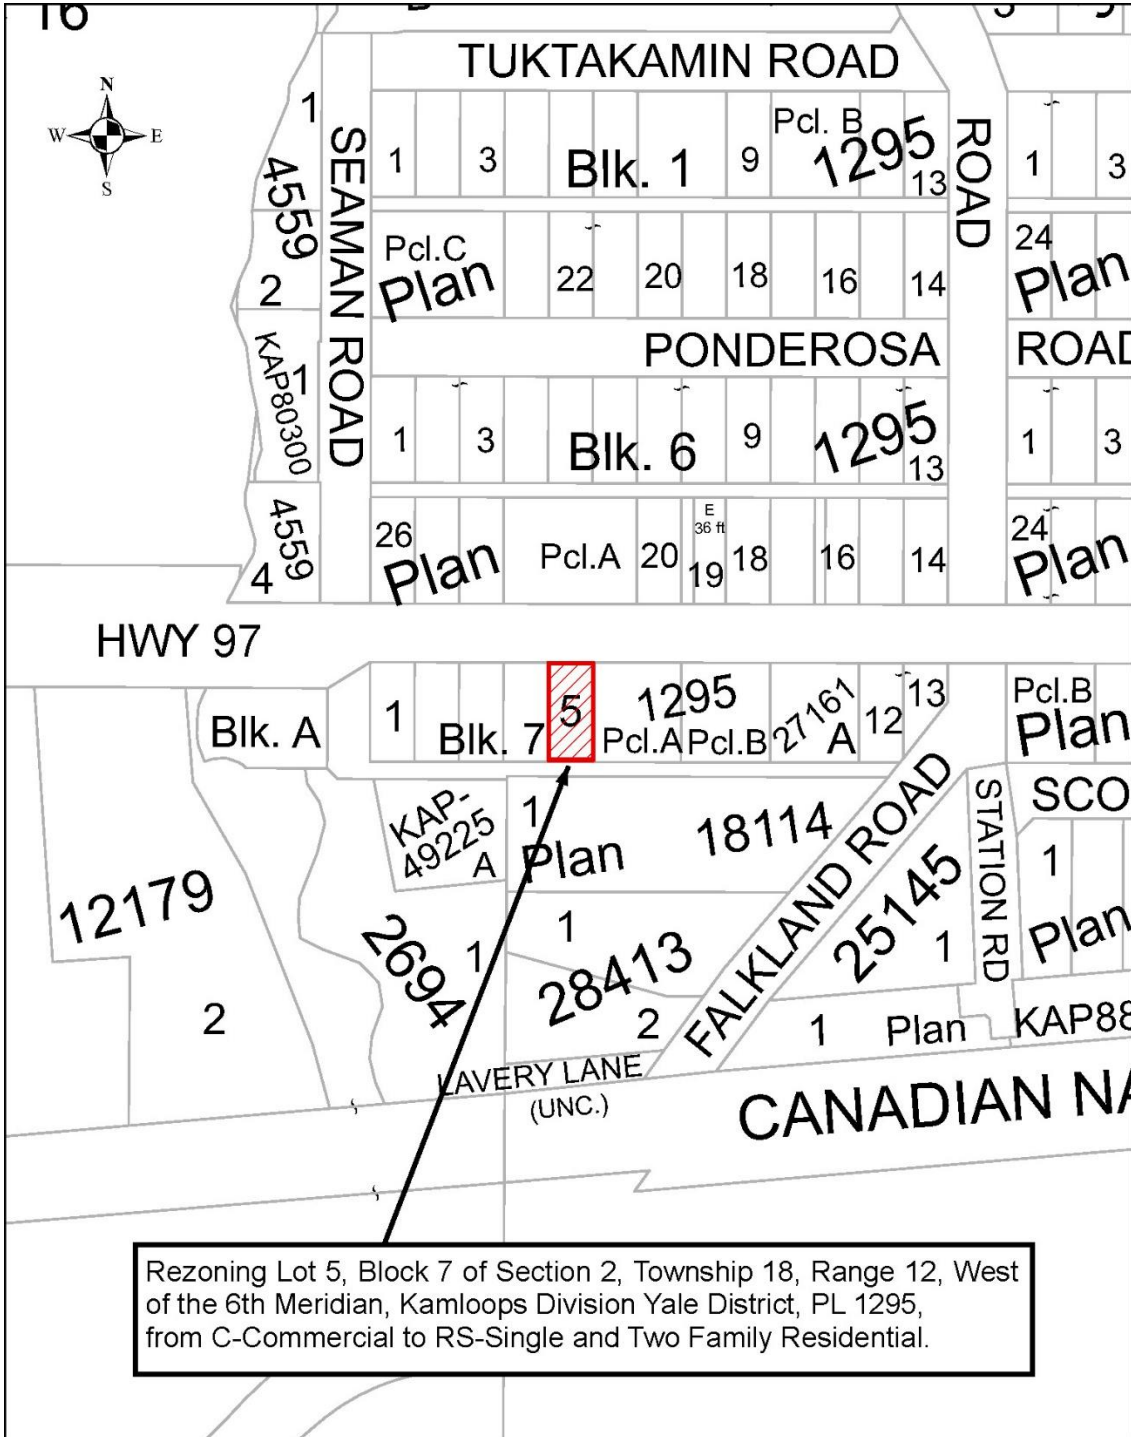 16
TUKTAKAMIN ROAD
N
W E
S
1
4559
2
SEAMAN ROAD
1 3 Blk. 1 9 Pcl. B 1295 13
ROAD
1 3
Pcl.C
Plan
22 20 18 16 14
24
Plan
PONDEROSA ROAD
KAP80300
1
1 3 Blk. 6 9 1295 13
1 3
4559
4
26
Plan
Pcl.A 20
E
36 ft
19
18 16 14
24
Plan
HWY 97
Blk. A
1 Blk. 7 5 1295
Pcl.A Pcl.B
27161
A
12 13
Pcl.B
Plan
KAP-
49225
A
1
Plan
18114
FALKLAND ROAD
STATION RD
SCO
1
Plan
12179
2
2694
1
1
28413
2
25145
1
1 Plan KAP88
LAVERY LANE
(UNC.)
CANADIAN NA
Rezoning Lot 5, Block 7 of Section 2, Township 18, Range 12, West
of the 6th Meridian, Kamloops Division Yale District, PL 1295,
from C-Commercial to RS-Single and Two Family Residential.